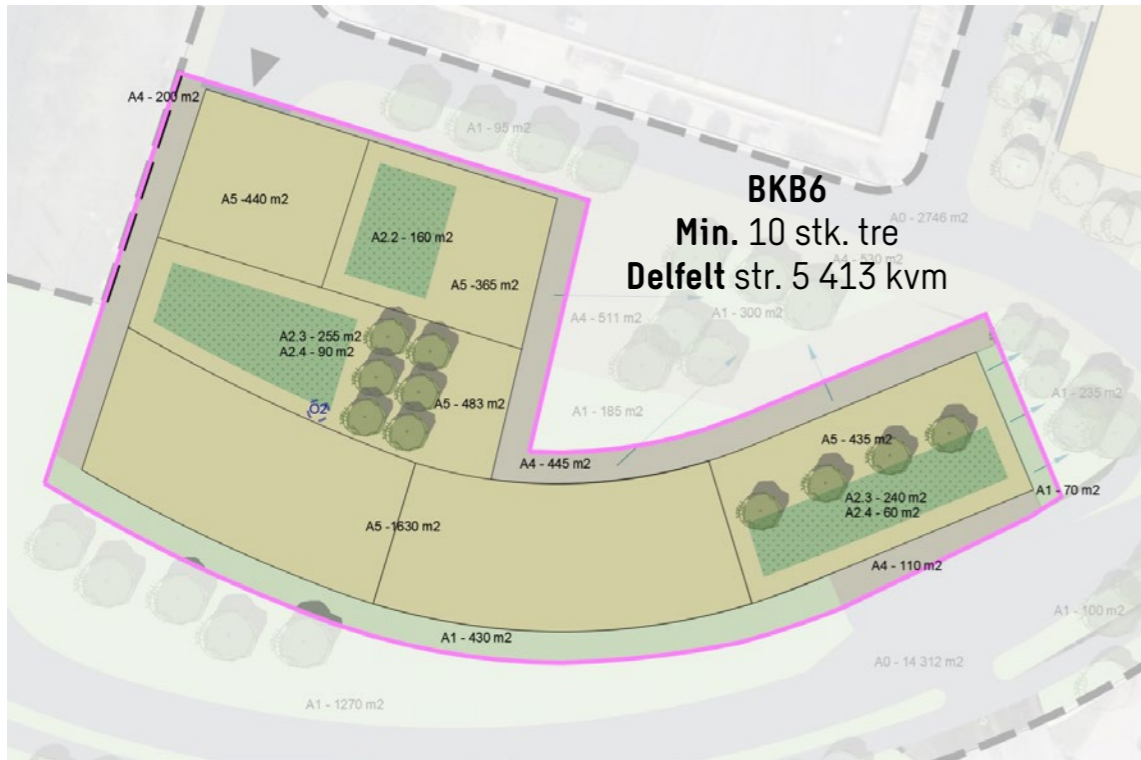 A4 - 200 m2
A1 - 95 m2
BKB6
Min. 10 stk. tre
Delfelt str. 5 413 kvm
A5 -440 m2
A0 - 2746 m2
A2.2 - 160 m2
A4 - 530 m2
A5 -365 m2
A4 - 511 m2
A1 - 300 m2
A2.3 - 255 m2
A2.4 - 90 m2
A1 - 235 m2
A5 - 483 m2
Ö2
A1 - 185 m2
A5 - 435 m2
A4 - 445 m2
A1 - 70 m2
A2.3 - 240 m2
A2.4 - 60 m2
A5 -1630 m2
A4 - 110 m2
A1 - 100 m2
A1 - 430 m2
A0 - 14 312 m2
A1 - 1270 m2